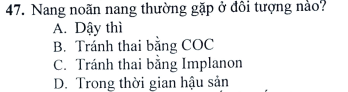 47. Nang noãn nang thường gặp ở đôi tượng nào?
A. Dậy thì
B. Tránh thai bằng COC
C. Tránh thai bằng Implanon
D. Trong thời gian hậu sản